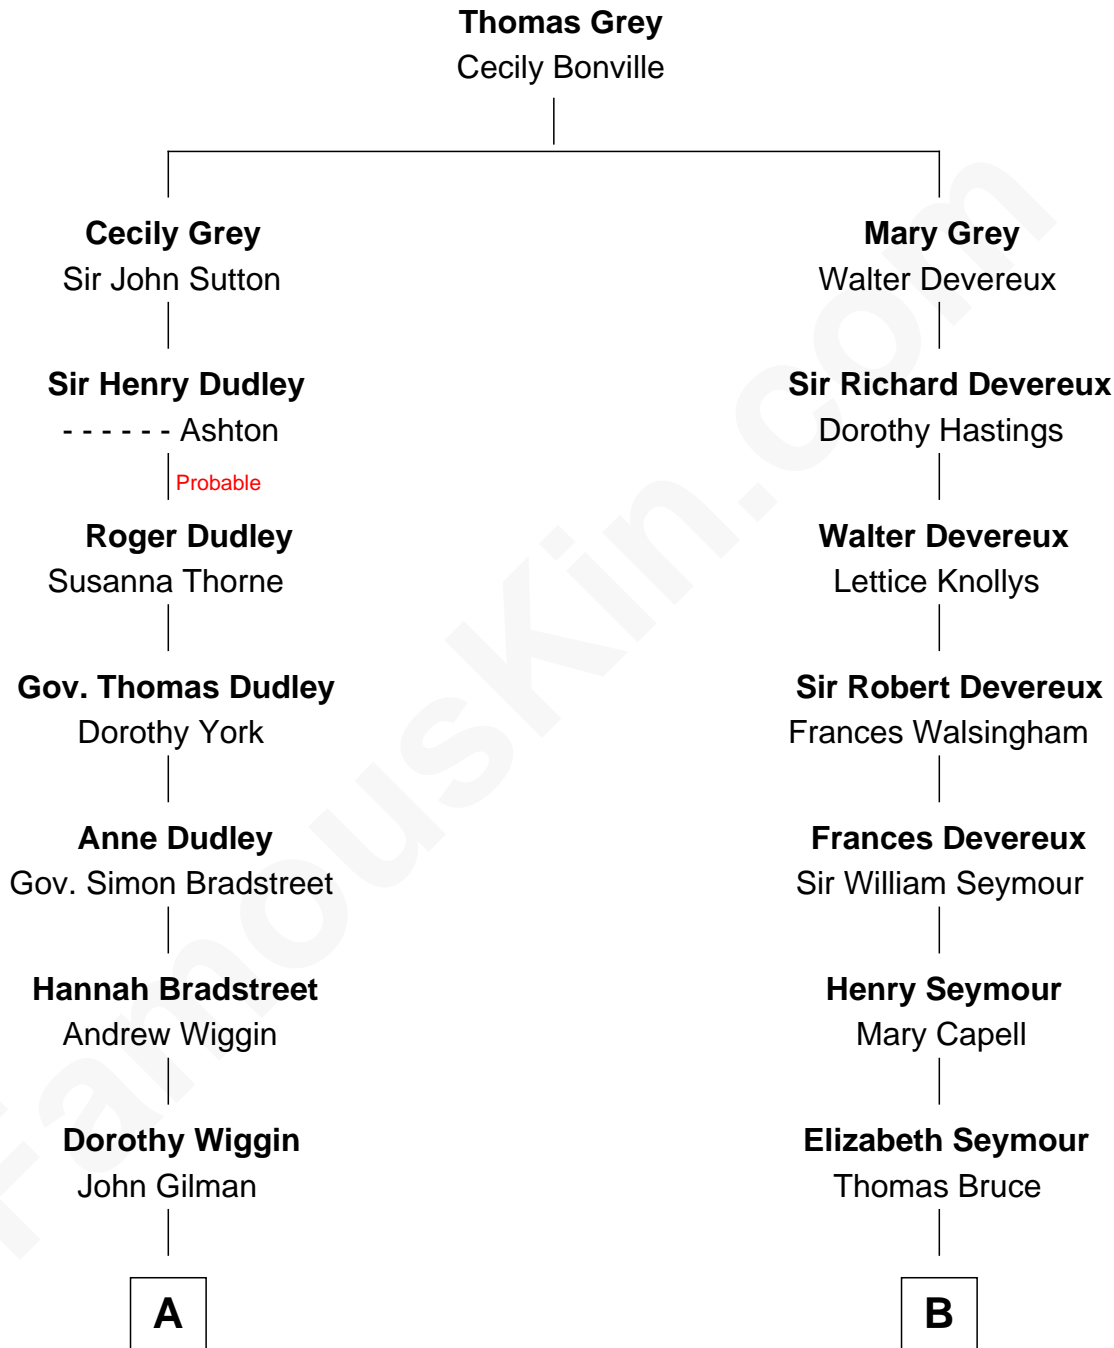 Thomas Grey
Cecily Bonville
Cecily Grey
Sir John Sutton
Mary Grey
Walter Devereux
Sir Henry Dudley
- - - - - - Ashton
Sir Richard Devereux
Dorothy Hastings
Probable
Roger Dudley
Susanna Thorne
Walter Devereux
Lettice Knollys
Gov. Thomas Dudley
Dorothy York
Sir Robert Devereux
Frances Walsingham
Anne Dudley
Gov. Simon Bradstreet
Frances Devereux
Sir William Seymour
Hannah Bradstreet
Andrew Wiggin
Henry Seymour
Mary Capell
Dorothy Wiggin
John Gilman
Elizabeth Seymour
Thomas Bruce
A
B
FamousKin.com